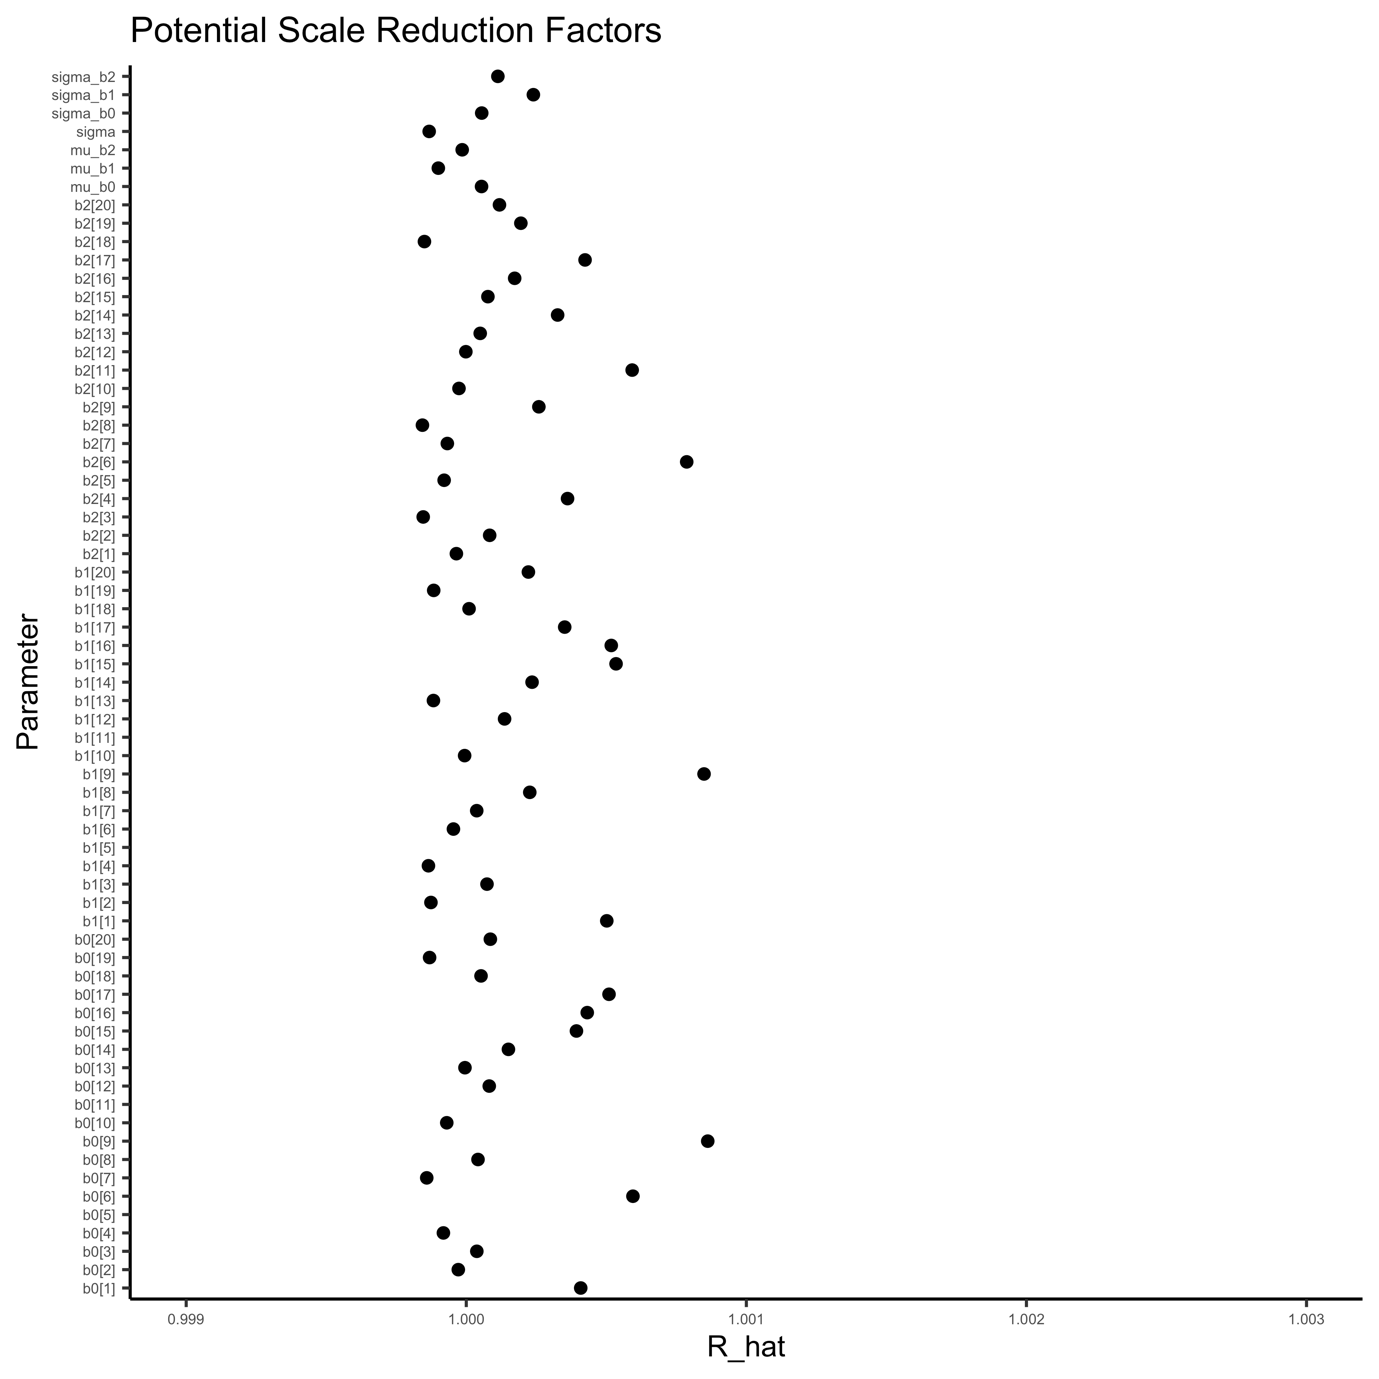 Potential Scale Reduction Factors
sigma_b2
sigma_b1
sigma_b0
sigma
mu_b2
mu_b1
mu_b0
b2[20]
b2[19]
b2[18]
b2[17]
b2[16]
b2[15]
b2[14]
b2[13]
b2[12]
b2[11]
b2[10]
b2[9]
b2[8]
b2[7]
b2[6]
b2[5]
b2[4]
b2[3]
b2[2]
b2[1]
b1[20]
b1[19]
b1[18]
b1[17]
b1[16]
b1[15]
b1[14]
b1[13]
b1[12]
b1[11]
b1[10]
b1[9]
b1[8]
b1[7]
b1[6]
b1[5]
b1[4]
b1[3]
b1[2]
b1[1]
b0[20]
b0[19]
b0[18]
b0[17]
b0[16]
b0[15]
b0[14]
b0[13]
b0[12]
b0[11]
b0[10]
b0[9]
b0[8]
b0[7]
b0[6]
b0[5]
b0[4]
b0[3]
b0[2]
b0[1]
Parameter
0.999 1.000 1.001 1.002 1.003
R_hat